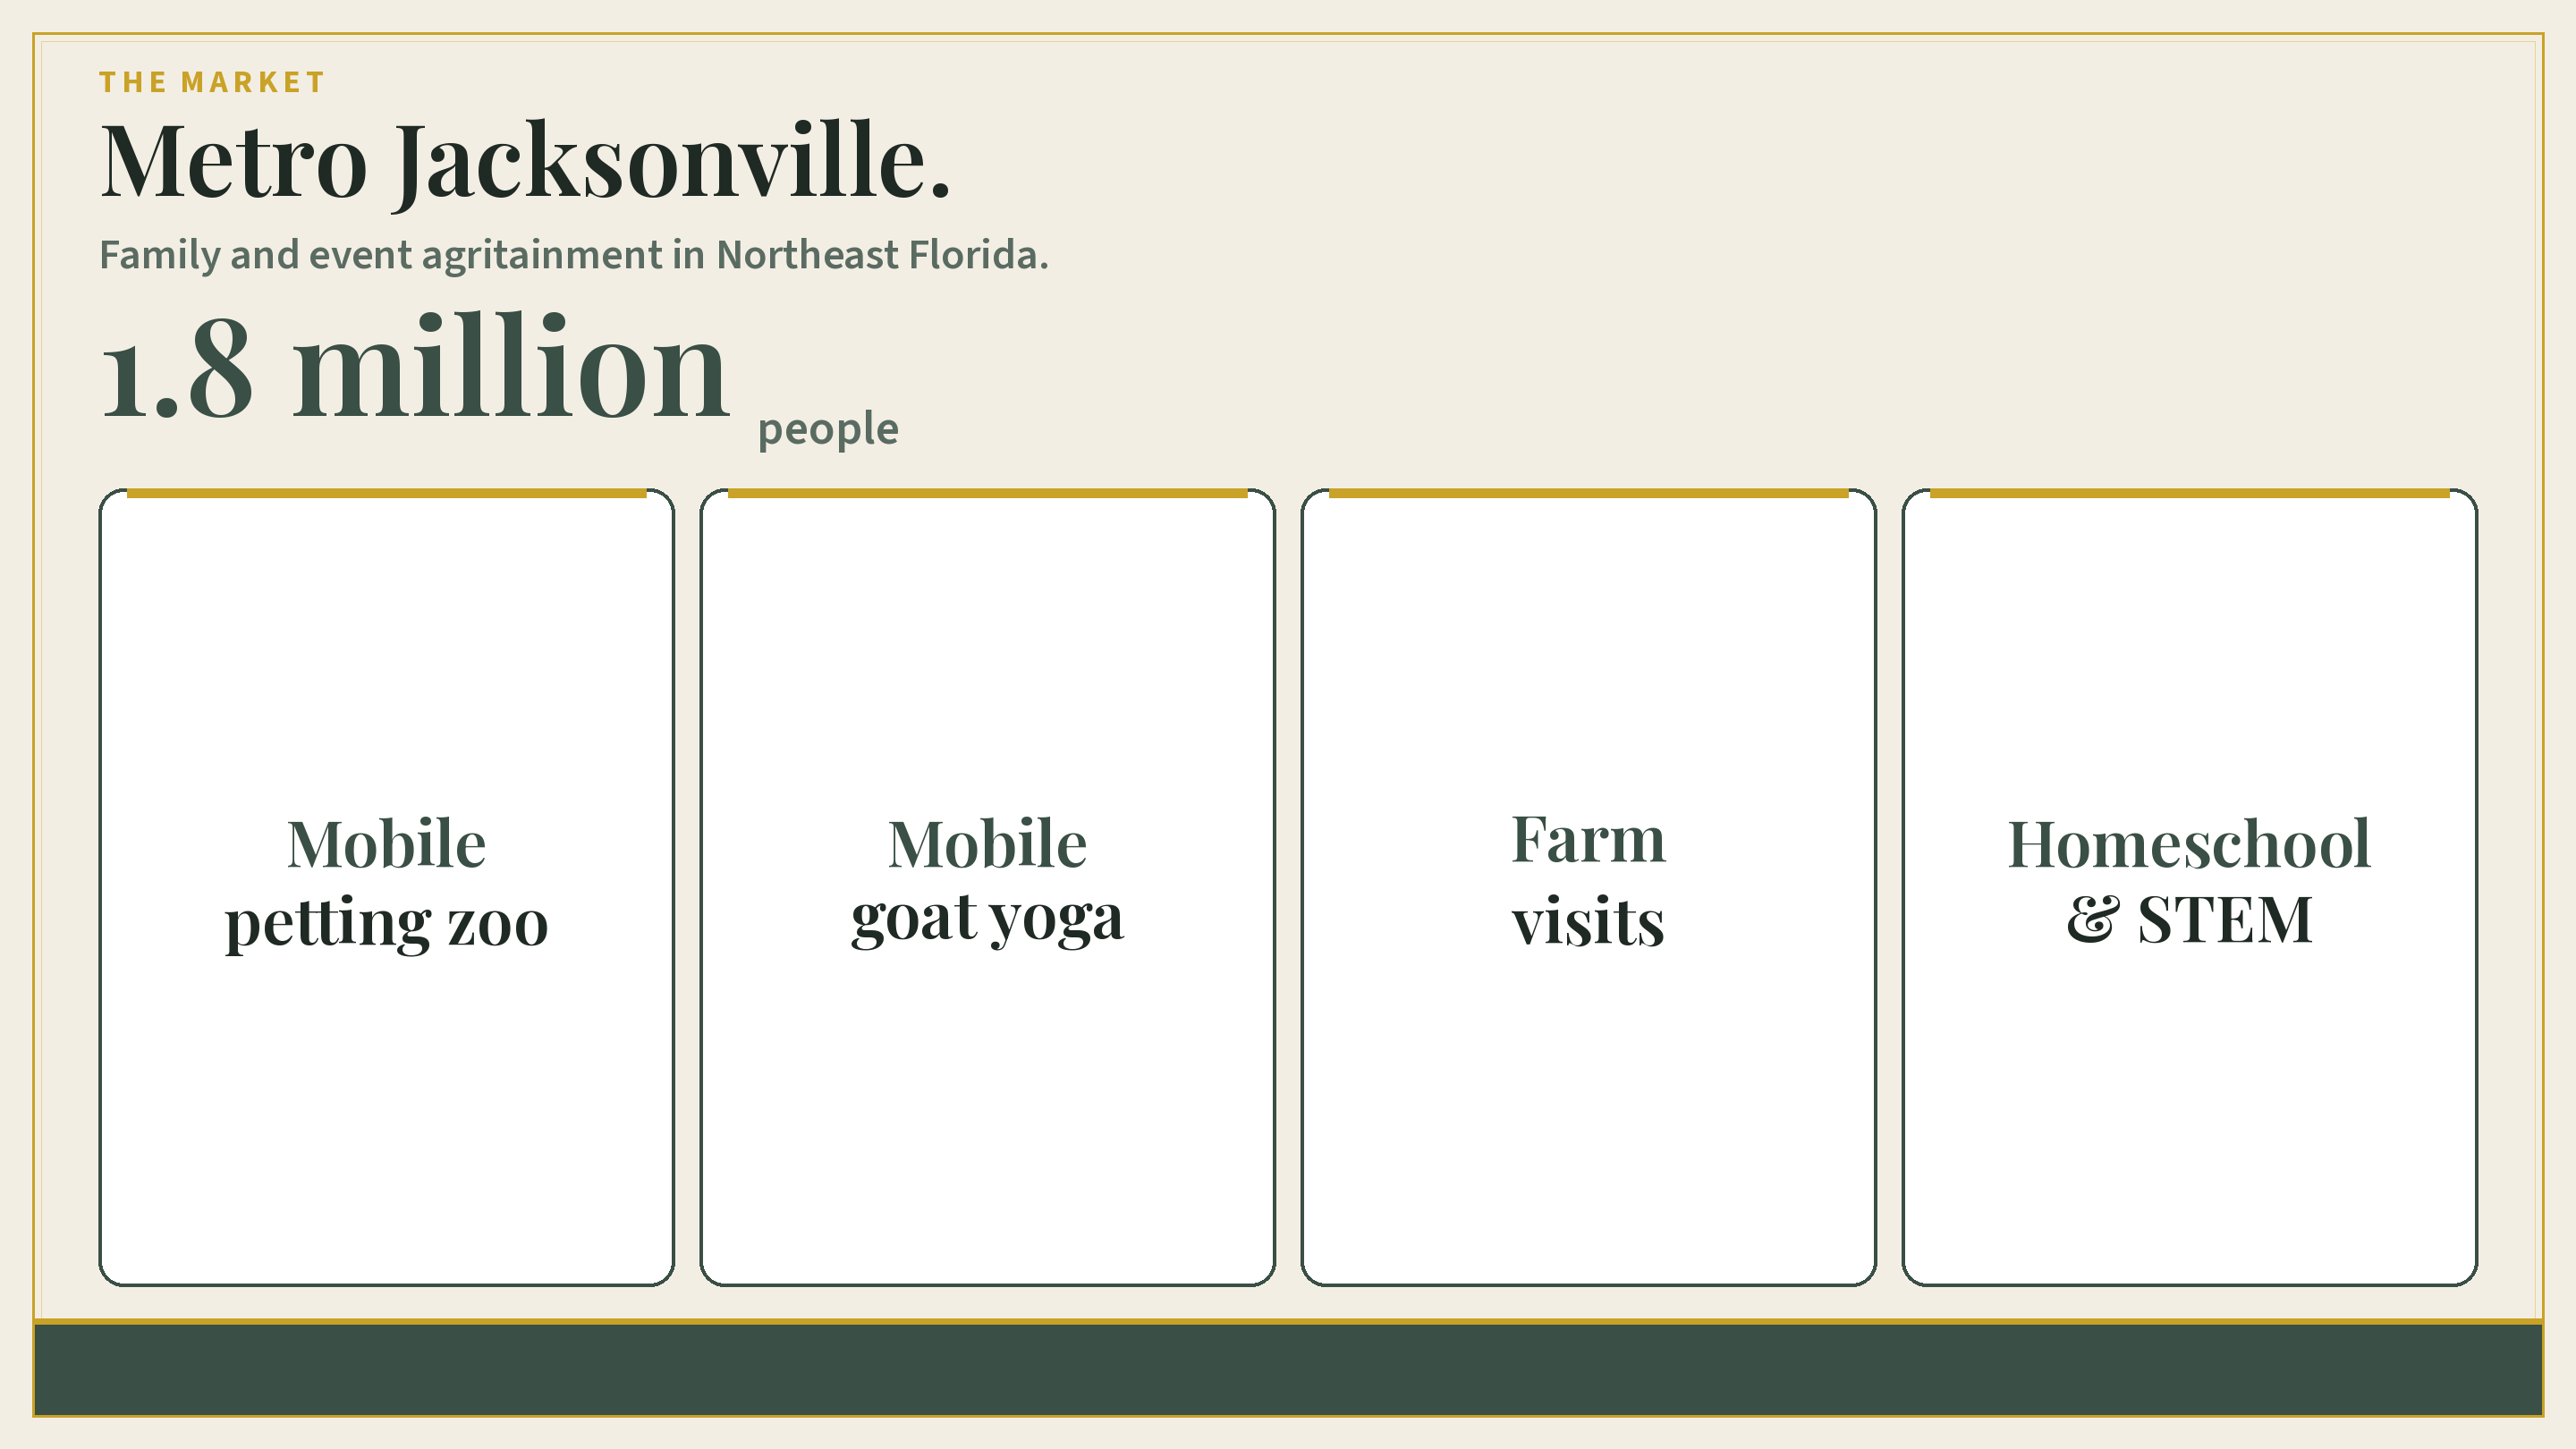 THE MARKET
Metro Jacksonville.
Family and event agritainment in Northeast Florida.
1.8 million people
Mobile
petting zoo
Mobile
goat yoga
Farm
visits
Homeschool
& STEM